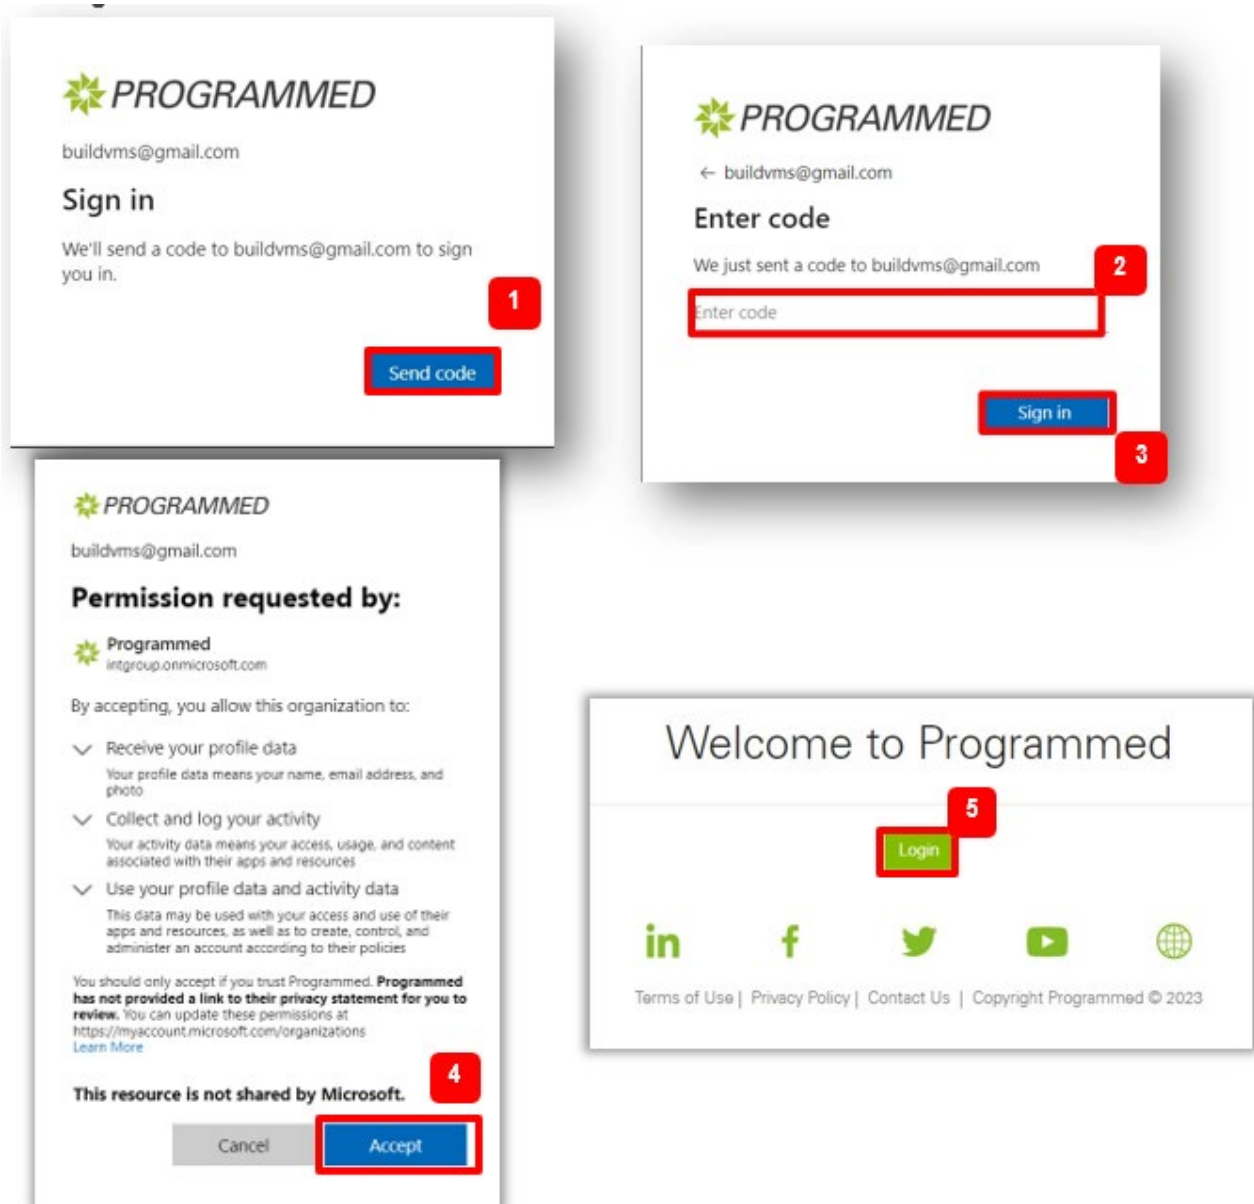 PROGRAMMED
buildvms@gmail.com
Sign in
We'll send a code to buildvms@gmail.com to sign
you in.
1
Send code
PROGRAMMED
← buildvms@gmail.com
Enter code
We just sent a code to buildvms@gmail.com
2
Enter code
Sign in
3
PROGRAMMED
buildvms@gmail.com
Permission requested by:
Programmed
intgroup.onmicrosoft.com
By accepting, you allow this organization to:
Receive your profile data
Your profile data means your name, email address, and
photo
Collect and log your activity
Your activity data means your access, usage, and content
associated with their apps and resources
Use your profile data and activity data
This data may be used with your access and use of their
apps and resources, as well as to create, control, and
administer an account according to their policies
You should only accept if you trust Programmed. Programmed
has not provided a link to their privacy statement for you to
review. You can update these permissions at
https://myaccount.microsoft.com/organizations
Learn More
4
This resource is not shared by Microsoft.
Cancel
Accept
Welcome to Programmed
5
Login
in f
Terms of Use | Privacy Policy | Contact Us | Copyright Programmed © 2023